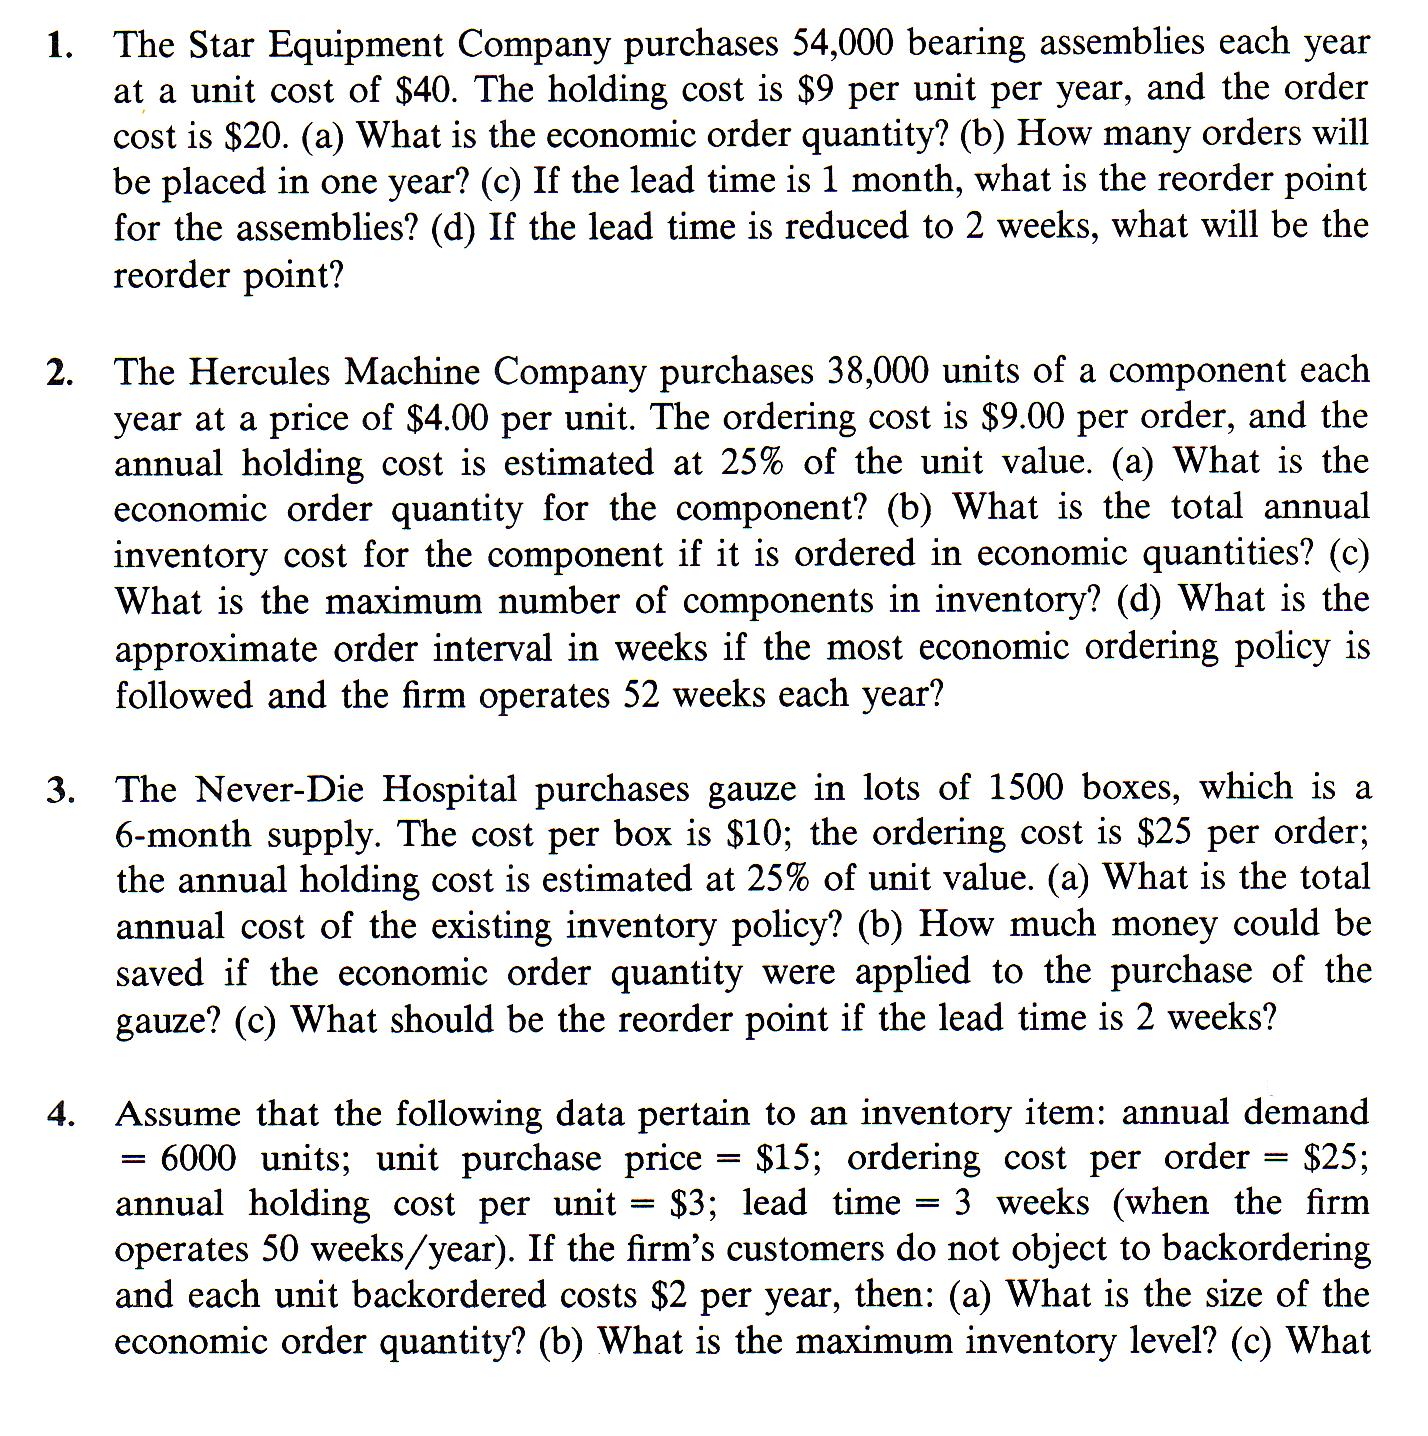 1. The Star Equipment Company purchases 54,000 bearing assemblies each year
at a unit cost of $40. The holding cost is $9 per unit per year, and the order
cost is $20. (a) What is the economic order quantity? (b) How many orders will
be placed in one year? (c) If the lead time is 1 month, what is the reorder point
for the assemblies? (d) If the lead time is reduced to 2 weeks, what will be the
reorder point?
2. The Hercules Machine Company purchases 38,000 units of a component each
year at a price of $4.00 per unit. The ordering cost is $9.00 per order, and the
annual holding cost is estimated at 25% of the unit value. (a) What is the
economic order quantity for the component? (b) What is the total annual
inventory cost for the component if it is ordered in economic quantities? (c)
What is the maximum number of components in inventory? (d) What is the
approximate order interval in weeks if the most economic ordering policy is
followed and the firm operates 52 weeks each year?
3. The Never-Die Hospital purchases gauze in lots of 1500 boxes, which is a
6-month supply. The cost per box is $10; the ordering cost is $25 per order;
the annual holding cost is estimated at 25% of unit value. (a) What is the total
annual cost of the existing inventory policy? (b) How much money could be
saved if the economic order quantity were applied to the purchase of the
gauze? (c) What should be the reorder point if the lead time is 2 weeks?
4. Assume that the following data pertain to an inventory item: annual demand
= 6000 units; unit purchase price = $15; ordering cost per order = $25;
annual holding cost per unit = $3; lead time = 3 weeks (when the firm
operates 50 weeks/year). If the firm's customers do not object to backordering
and each unit backordered costs $2 per year, then: (a) What is the size of the
economic order quantity? (b) What is the maximum inventory level? (c) What